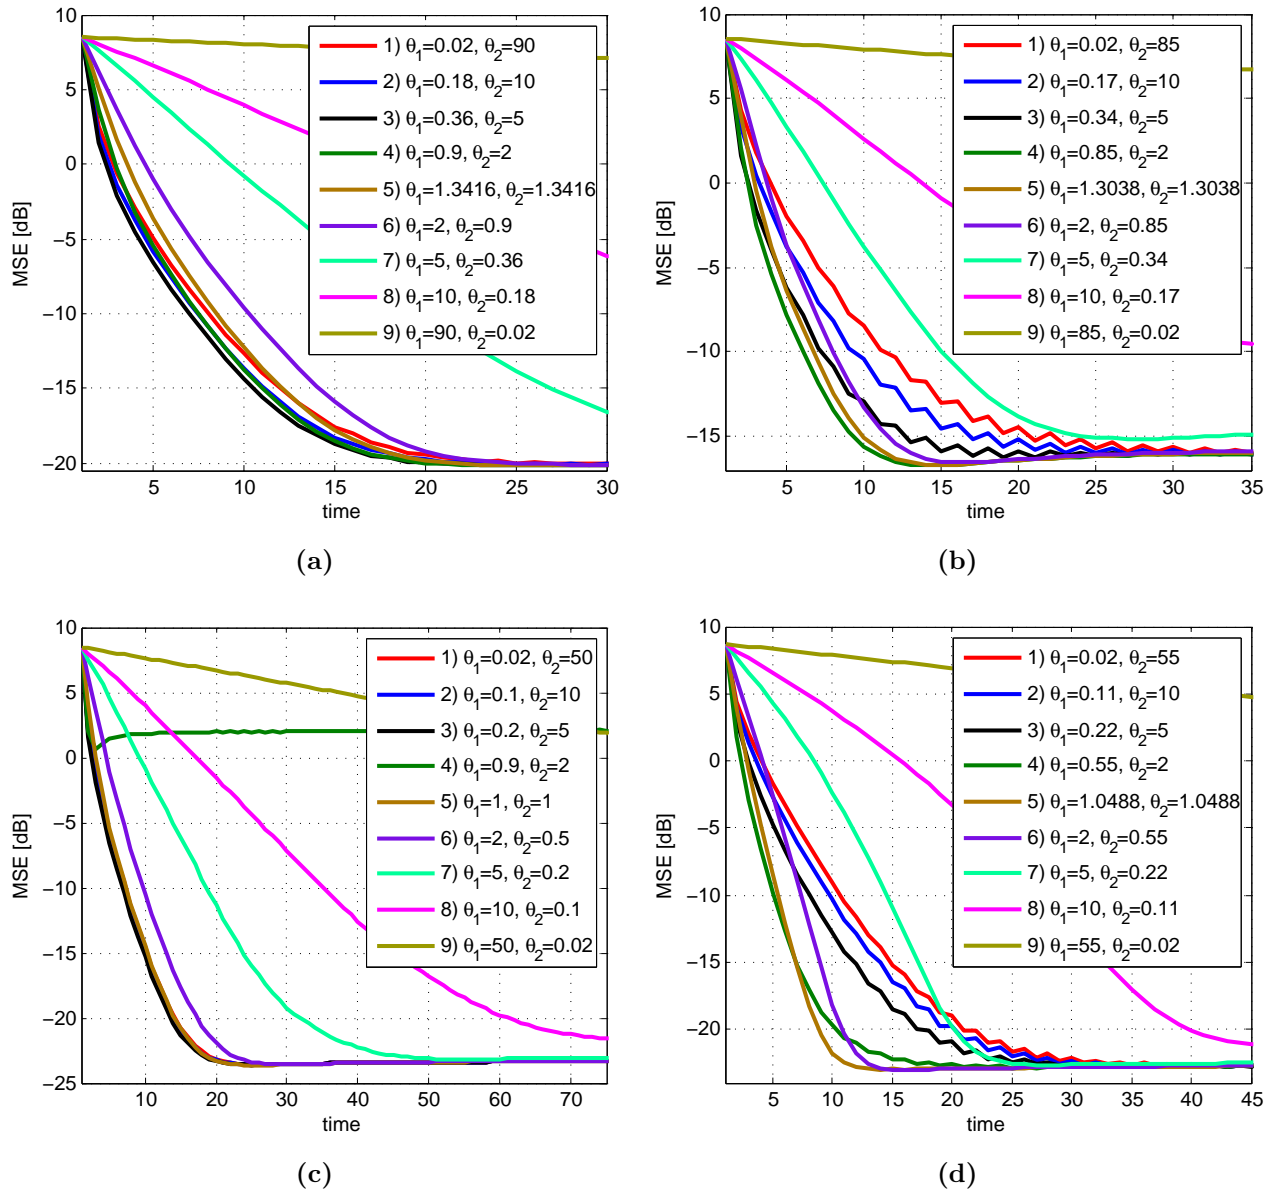 10
5
0
−5
−10
−15
−20
MSE [dB]
5
10
15
20
25
30
time
1) θ1=0.02, θ2=90
2) θ1=0.18, θ2=10
3) θ1=0.36, θ2=5
4) θ1=0.9, θ2=2
5) θ1=1.3416, θ2=1.3416
6) θ1=2, θ2=0.9
7) θ1=5, θ2=0.36
8) θ1=10, θ2=0.18
9) θ1=90, θ2=0.02
(a)
10
5
0
−5
−10
−15
MSE [dB]
5
10
15
20
25
30
35
time
1) θ1=0.02, θ2=85
2) θ1=0.17, θ2=10
3) θ1=0.34, θ2=5
4) θ1=0.85, θ2=2
5) θ1=1.3038, θ2=1.3038
6) θ1=2, θ2=0.85
7) θ1=5, θ2=0.34
8) θ1=10, θ2=0.17
9) θ1=85, θ2=0.02
(b)
10
5
0
−5
−10
−15
−20
−25
MSE [dB]
10
20
30
40
50
60
70
time
1) θ1=0.02, θ2=50
2) θ1=0.1, θ2=10
3) θ1=0.2, θ2=5
4) θ1=0.9, θ2=2
5) θ1=1, θ2=1
6) θ1=2, θ2=0.5
7) θ1=5, θ2=0.2
8) θ1=10, θ2=0.1
9) θ1=50, θ2=0.02
(c)
10
5
0
−5
−10
−15
−20
MSE [dB]
5
10
15
20
25
30
35
40
45
time
1) θ1=0.02, θ2=55
2) θ1=0.11, θ2=10
3) θ1=0.22, θ2=5
4) θ1=0.55, θ2=2
5) θ1=1.0488, θ2=1.0488
6) θ1=2, θ2=0.55
7) θ1=5, θ2=0.22
8) θ1=10, θ2=0.11
9) θ1=55, θ2=0.02
(d)